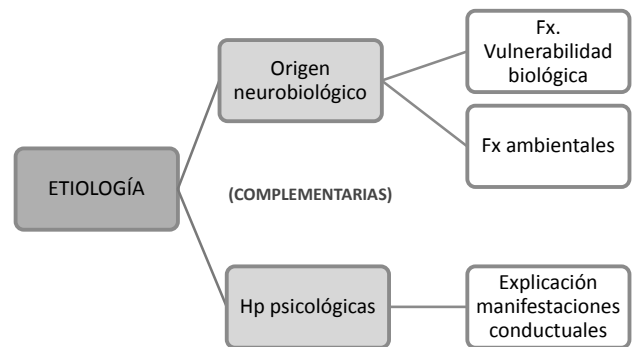 Fx.
Vulnerabilidad
biológica
Origen
neurobiológico
Fx ambientales
ETIOLOGÍA
(COMPLEMENTARIAS)
Hp psicológicas
Explicación
manifestaciones
conductuales